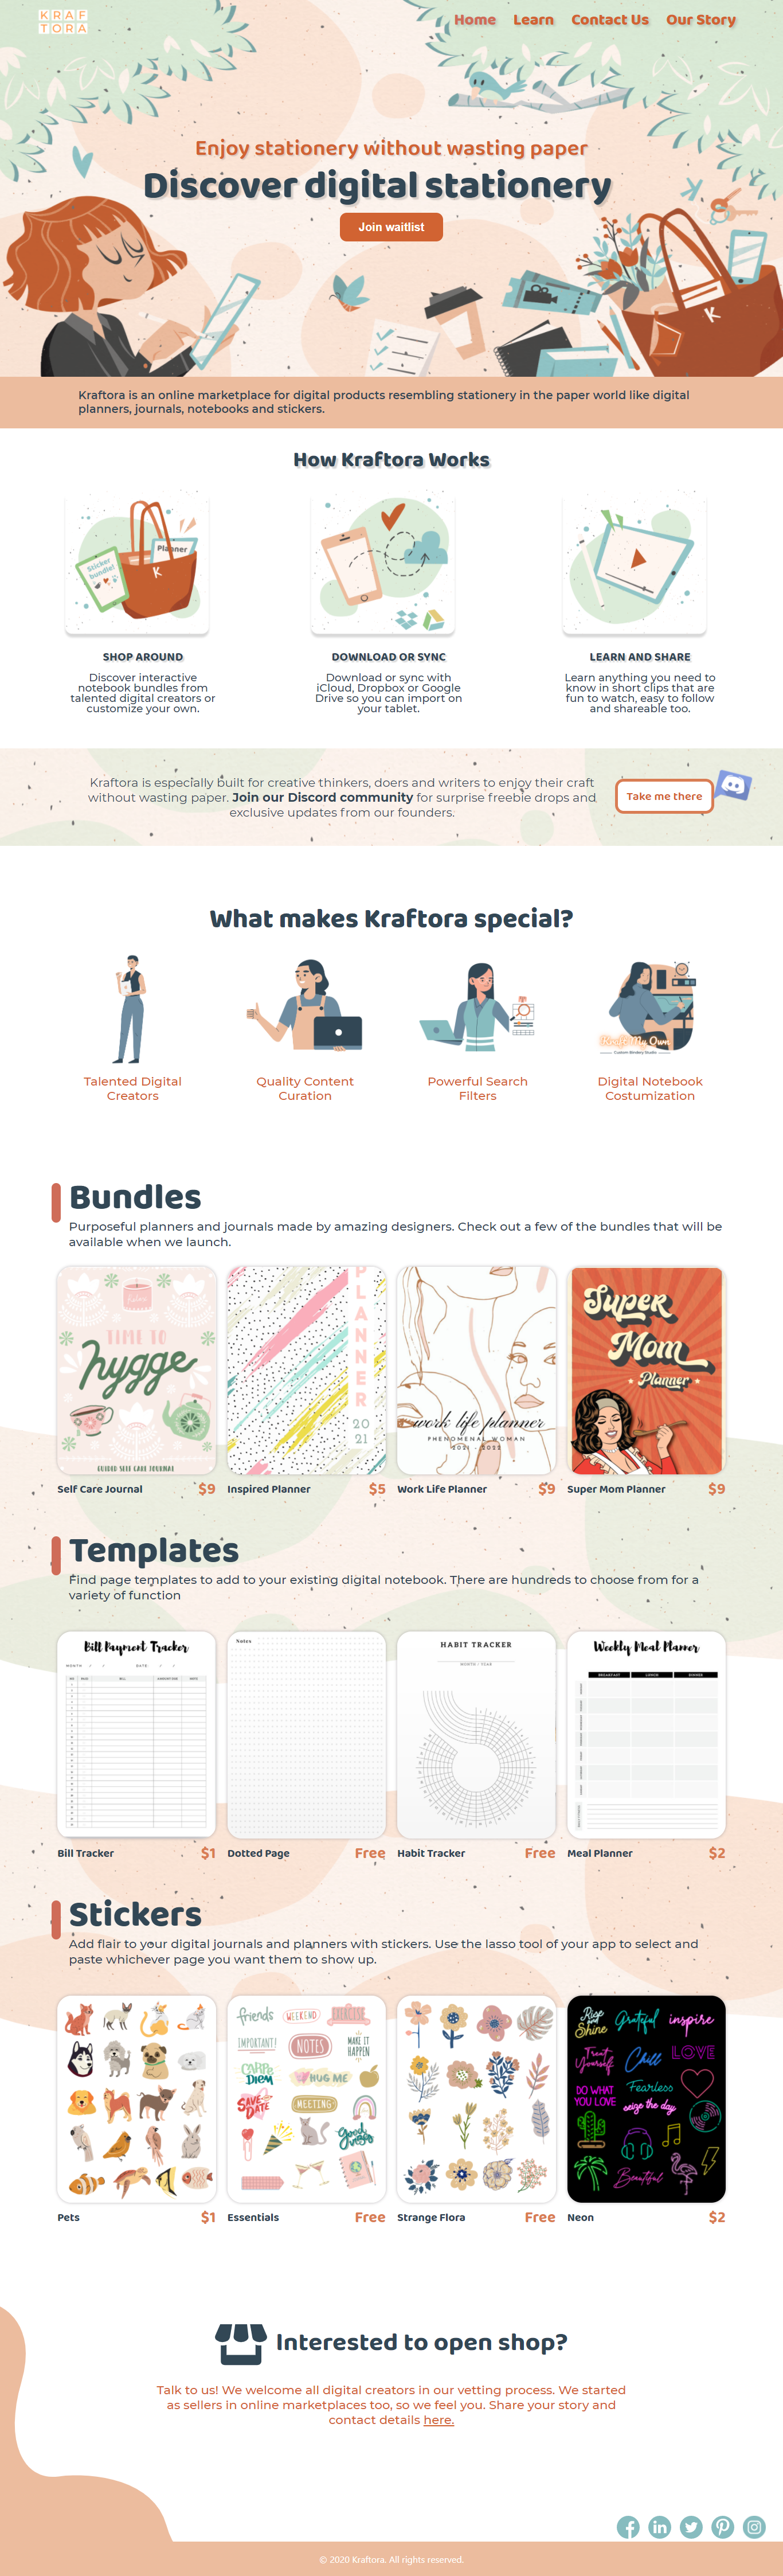 KRAF
TORA
Home Learn Contact Us Our Story
Enjoy stationery without wasting paper
Discover digital stationery
Join waitlist
K
Kraftora is an online marketplace for digital products resembling stationery in the paper world like digital
planners, journals, notebooks and stickers.
How Kraftora Works
Sticker
bundle!
Planner
K
SHOP AROUND
Discover interactive
notebook bundles from
talented digital creators or
customize your own.
DOWNLOAD OR SYNC
Download or sync with
iCloud, Dropbox or Google
Drive so you can import on
your tablet.
LEARN AND SHARE
Learn anything you need to
know in short clips that are
fun to watch, easy to follow
and shareable too.
Kraftora is especially built for creative thinkers, doers and writers to enjoy their craft
without wasting paper. Join our Discord community for surprise freebie drops and
exclusive updates from our founders.
Take me there
What makes Kraftora special?
Kraft My Own
Custom Bindery Studio
Talented Digital
Creators
Quality Content
Curation
Powerful Search
Filters
Digital Notebook
Costumization
Bundles
Purposeful planners and journals made by amazing designers. Check out a few of the bundles that will be
available when we launch.
TIME TO
hygge
GUIDED SELF CARE JOURNAL
PLANNER
20
21
work life planner
PHENOMENAL WOMAN
2021 - 2022
Super
Mom
Planner
Self Care Journal $9
Inspired Planner $5
Work Life Planner $9
Super Mom Planner $9
Templates
Find page templates to add to your existing digital notebook. There are hundreds to choose from for a
variety of function
Bill Payment Tracker
MONTH DATE:
BILL AMOUNT DUE
Notes
HABIT TRACKER
MONTH / YEAR
Weekly Meal Planner
BREAKFAST LUNCH DINNER
Bill Tracker $1
Dotted Page Free
Habit Tracker Free
Meal Planner $2
Stickers
Add flair to your digital journals and planners with stickers. Use the lasso tool of your app to select and
paste whichever page you want them to show up.
friends WEEKEND EXERCISE
IMPORTANT! NOTES MAKE IT
HAPPEN
CARPE
DIEM HUG ME
SAVE the
DATE MEETING
good
vibes
Rise
and
Shine Grateful inspire
Treat
Yourself Chill LOVE
DO WHAT
YOU LOVE Fearless
seize the day
Beautiful
Pets $1
Essentials Free
Strange Flora Free
Neon $2
Interested to open shop?
Talk to us! We welcome all digital creators in our vetting process. We started
as sellers in online marketplaces too, so we feel you. Share your story and
contact details here.
© 2020 Kraftora. All rights reserved.